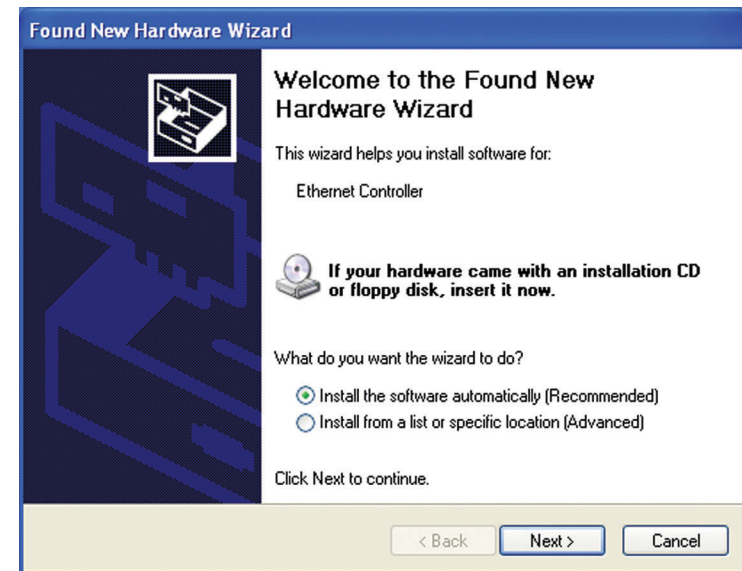 Found New Hardware Wizard
Welcome to the Found New
Hardware Wizard
This wizard helps you install software for:
Ethernet Controller
If your hardware came with an installation CD
or floppy disk, insert it now.
What do you want the wizard to do?
Install the software automatically (Recommended)
Install from a list or specific location (Advanced)
Click Next to continue.
< Back Next > Cancel